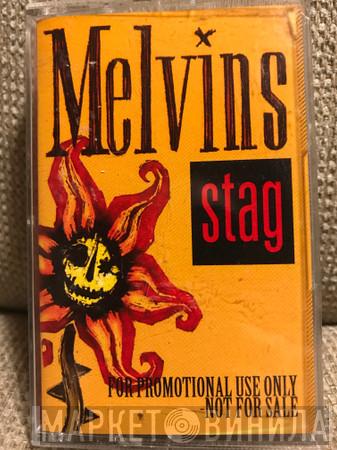 Melvins
stag
FOR PROMOTIONAL USE ONLY
-NOT FOR SALE
МАРКЕТ ВИНИЛА